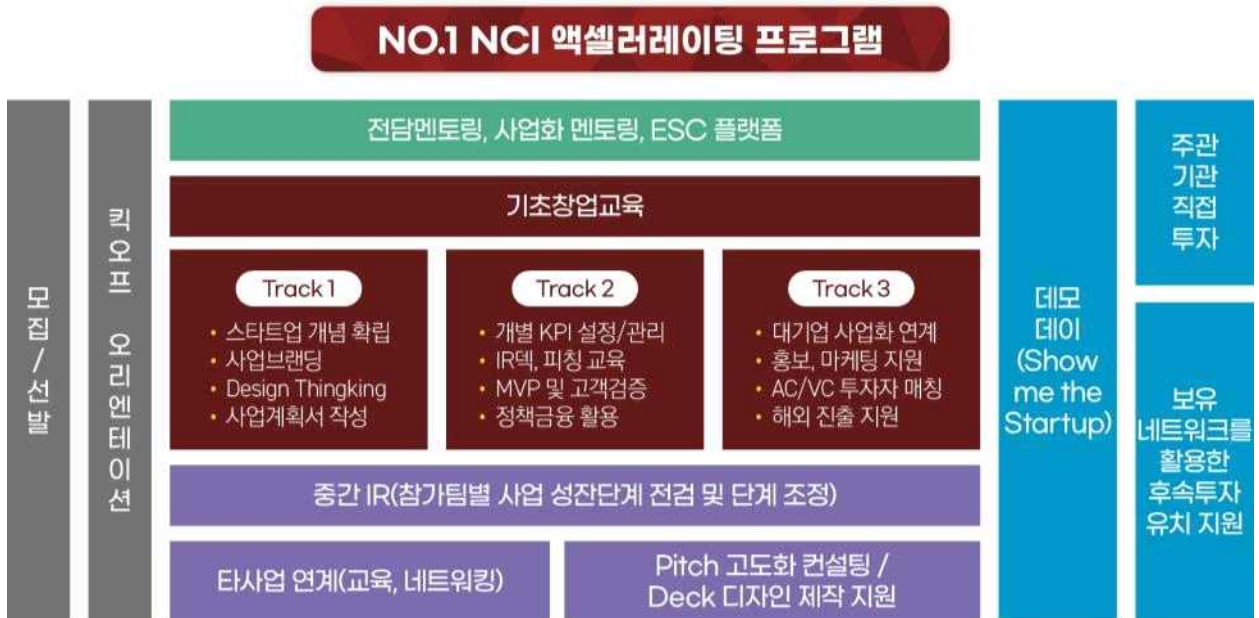 NO.1 NCI 액셀러레이팅 프로그램
모집/선발
킥오프 오리엔테이션
전담멘토링, 사업화 멘토링, ESC 플랫폼
기초창업교육
Track 1
• 스타트업 개념 확립
• 사업브랜딩
• Design Thingking
• 사업계획서 작성
Track 2
• 개별 KPI 설정/관리
• IR덱, 피칭 교육
• MVP 및 고객검증
• 정책금융 활용
Track 3
• 대기업 사업화 연계
• 홍보, 마케팅 지원
• AC/VC 투자자 매칭
• 해외 진출 지원
중간 IR(참가팀별 사업 성잔단계 전검 및 단계 조정)
타사업 연계(교육, 네트워킹)
Pitch 고도화 컨설팅 /
Deck 디자인 제작 지원
데모
데이
(Show
me the
Startup)
주관
기관
직접
투자
보유
네트워크를
활용한
후속투자
유치 지원